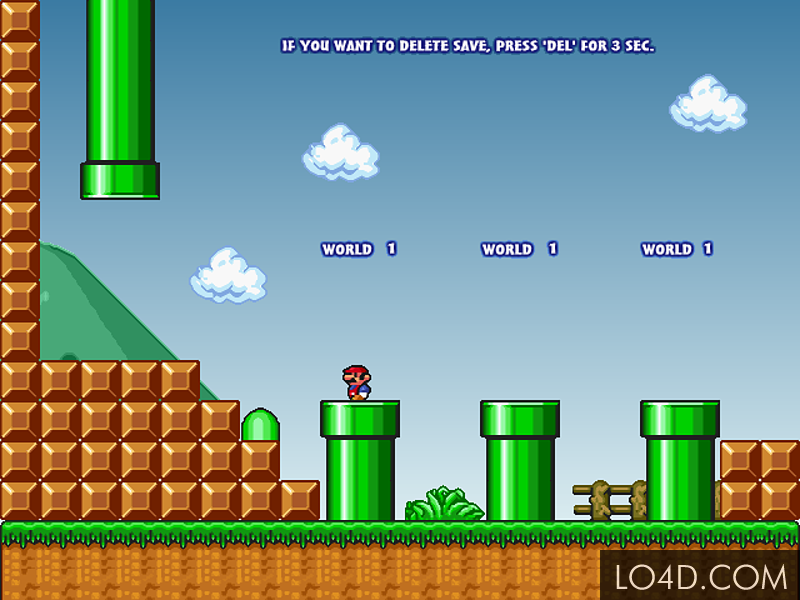 IF YOU WANT TO DELETE SAVE, PRESS 'DEL' FOR 3 SEC.
WORLD 1 WORLD 1 WORLD 1
LO4D.COM